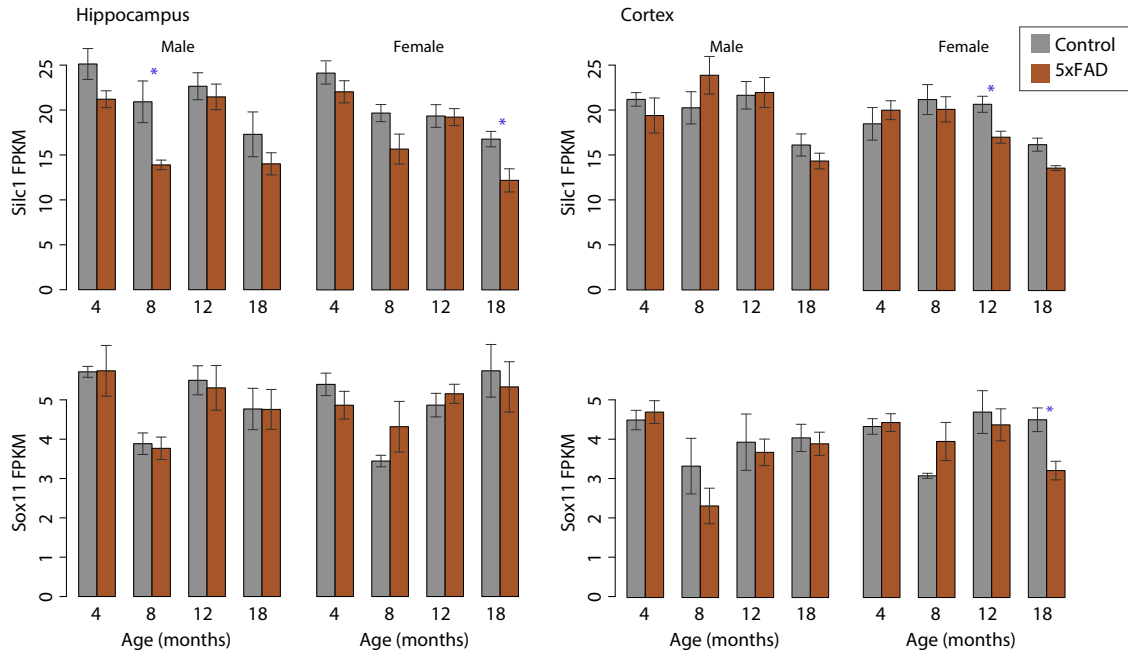 Hippocampus
Cortex
Control
5xFAD
Male
Female
Male
Female
Silc1 FPKM
25
20
15
10
5
0
*
*
4 8 12 18
4 8 12 18
Silc1 FPKM
25
20
15
10
5
0
*
4 8 12 18
4 8 12 18
Sox11 FPKM
5
4
3
2
1
0
4 8 12 18
4 8 12 18
Age (months)
Age (months)
Sox11 FPKM
5
4
3
2
1
0
*
4 8 12 18
4 8 12 18
Age (months)
Age (months)